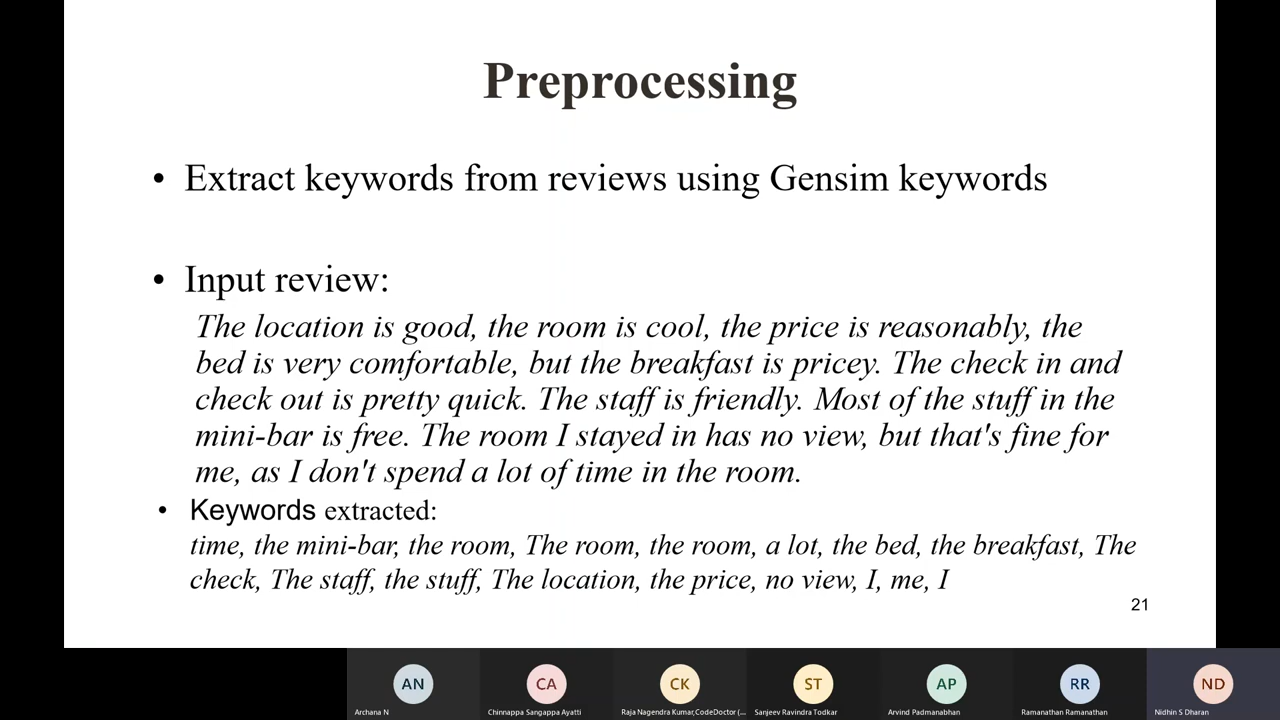 Preprocessing
• Extract keywords from reviews using Gensim keywords
• Input review:
The location is good, the room is cool, the price is reasonably, the
bed is very comfortable, but the breakfast is pricey. The check in and
check out is pretty quick. The staff is friendly. Most of the stuff in the
mini-bar is free. The room I stayed in has no view, but that's fine for
me, as I don't spend a lot of time in the room.
• Keywords extracted:
time, the mini-bar, the room, The room, the room, a lot, the bed, the breakfast, The
check, The staff, the stuff, The location, the price, no view, I, me, I
21
AN CA CK ST AP RR ND
Archana N Chinnappa Sangappa Ayatti Raja Nagendra Kumar,CodeDoctor (... Sanjeev Ravindra Todkar Arvind Padmanabhan Ramanathan Ramanathan Nidhin S Dharan